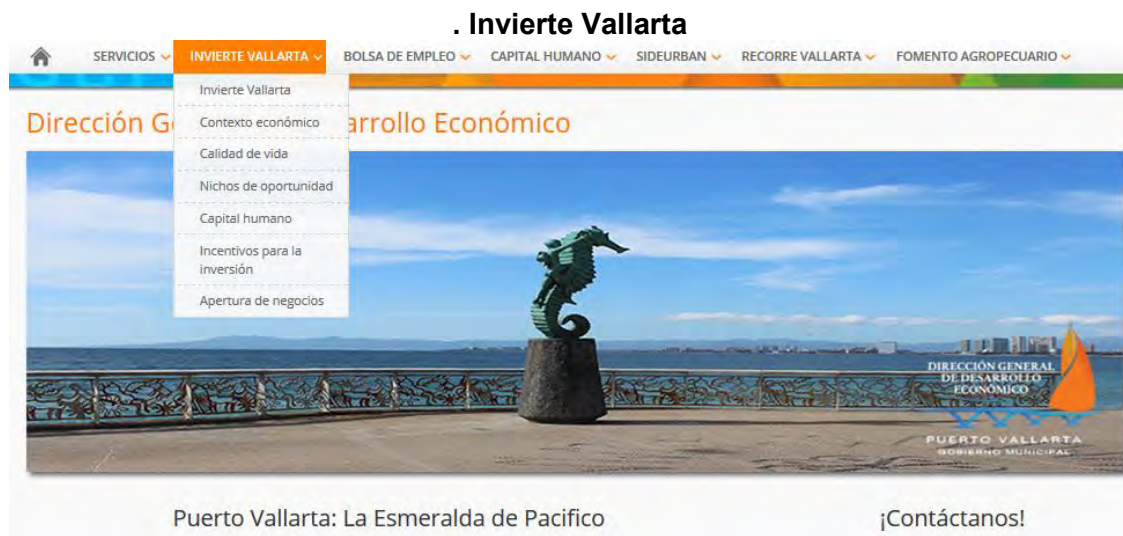 . Invierte Vallarta
SERVICIOS INVIERTE VALLARTA BOLSA DE EMPLEO CAPITAL HUMANO SIDEURBAN RECORRE VALLARTA FOMENTO AGROPECUARIO
Invierte Vallarta
Contexto económico
Calidad de vida
Nichos de oportunidad
Capital humano
Incentivos para la
inversión
Apertura de negocios
Dirección G arrollo Económico
DIRECCIÓN GENERAL
DE DESARROLLO
ECONÓMICO
PUERTO VALLARTA
GOBIERNO MUNICIPAL
Puerto Vallarta: La Esmeralda de Pacifico
¡Contáctanos!